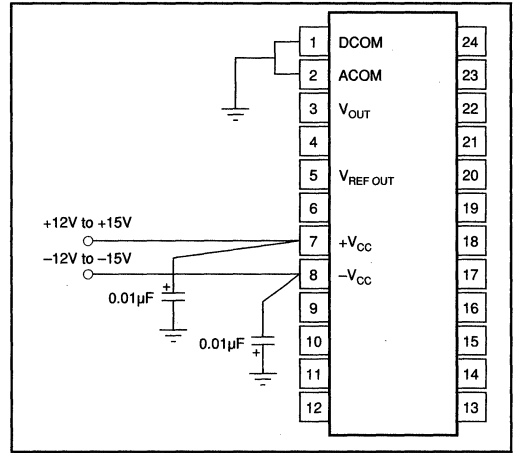 1 DCOM 24
2 ACOM 23
3 VOUT 22
4 21
5 VREF OUT 20
6 19
+12V to +15V
7 +VCC 18
–12V to –15V
8 –VCC 17
+
0.01µF
9 16
0.01µF
+
10 15
11 14
12 13